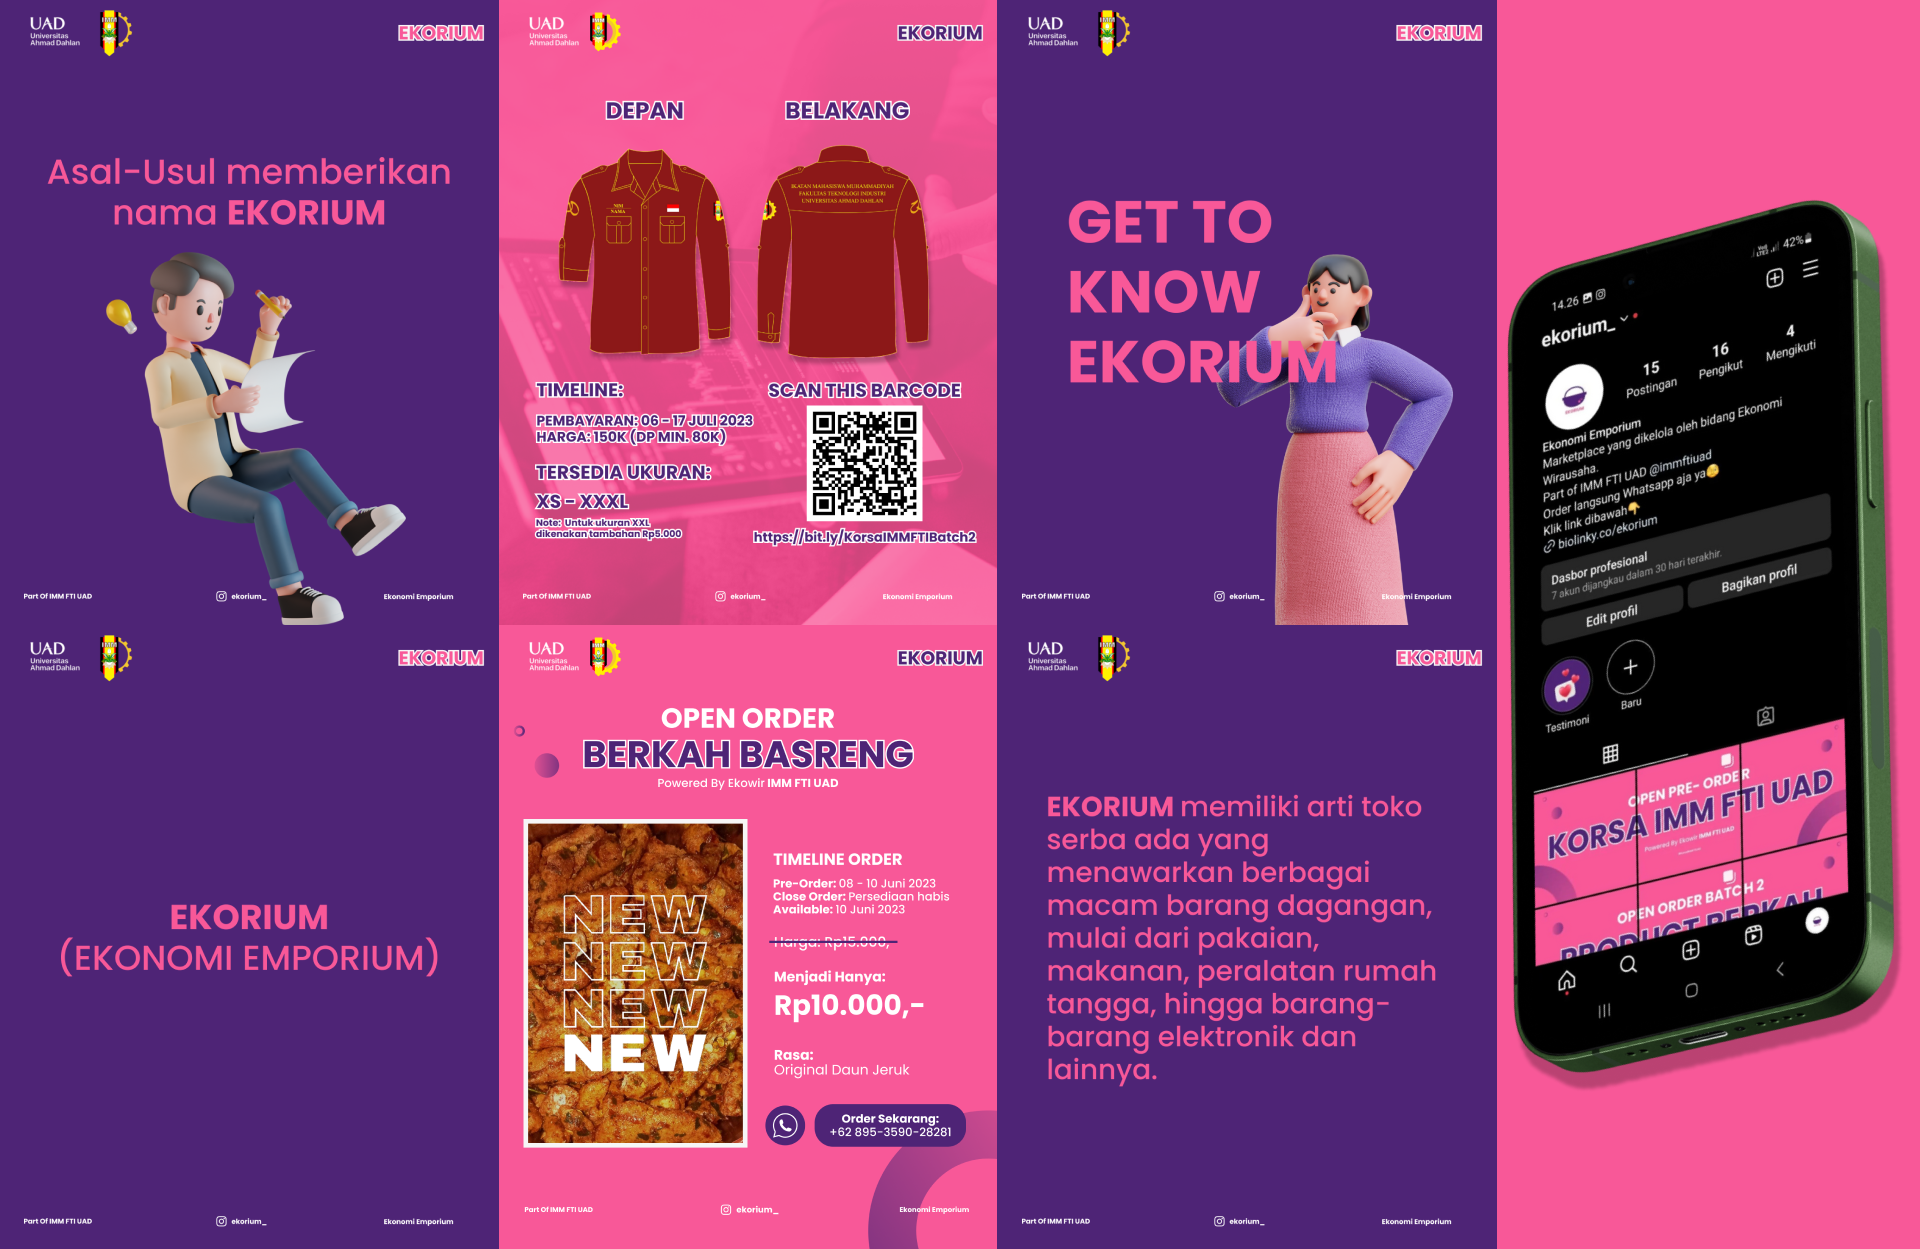 UAD
Universitas
Ahmad Dahlan
EKORIUM
Asal-Usul memberikan
nama EKORIUM
Part Of IMM FTI UAD
ekorium_
Ekonomi Emporium
UAD
Universitas
Ahmad Dahlan
EKORIUM
DEPAN
BELAKANG
NIM
NAMA
IKATAN MAHASISWA MUHAMMADIYAH
FAKULTAS TEKNOLOGI INDUSTRI
UNIVERSITAS AHMAD DAHLAN
TIMELINE:
PEMBAYARAN: 06 - 17 JULI 2023
HARGA: 150K (DP MIN. 80K)
TERSEDIA UKURAN:
XS - XXXL
Note: Untuk ukuran XXL
dikenakan tambahan Rp5.000
SCAN THIS BARCODE
https://bit.ly/KorsaIMMFTIBatch2
Part Of IMM FTI UAD
ekorium_
Ekonomi Emporium
UAD
Universitas
Ahmad Dahlan
EKORIUM
GET TO
KNOW
EKORIUM
Part Of IMM FTI UAD
ekorium_
Ekonomi Emporium
UAD
Universitas
Ahmad Dahlan
EKORIUM
EKORIUM
(EKONOMI EMPORIUM)
Part Of IMM FTI UAD
ekorium_
Ekonomi Emporium
UAD
Universitas
Ahmad Dahlan
EKORIUM
OPEN ORDER
BERKAH BASRENG
Powered By Ekowir IMM FTI UAD
NEW
NEW
NEW
NEW
TIMELINE ORDER
Pre-Order: 08 - 10 Juni 2023
Close Order: Persediaan habis
Available: 10 Juni 2023
Harga: Rp15.000,-
Menjadi Hanya:
Rp10.000,-
Rasa:
Original Daun Jeruk
Order Sekarang:
+62 895-3590-28281
Part Of IMM FTI UAD
ekorium_
Ekonomi Emporium
UAD
Universitas
Ahmad Dahlan
EKORIUM
EKORIUM memiliki arti toko
serba ada yang
menawarkan berbagai
macam barang dagangan,
mulai dari pakaian,
makanan, peralatan rumah
tangga, hingga barang-
barang elektronik dan
lainnya.
Part Of IMM FTI UAD
ekorium_
Ekonomi Emporium
14.26
42%
ekorium_
15
Postingan
16
Pengikut
4
Mengikuti
Ekonomi Emporium
Marketplace yang dikelola oleh bidang Ekonomi
Wirausaha.
Part of IMM FTI UAD @immftiuad
Order langsung Whatsapp aja ya
Klik link dibawah
biolinky.co/ekorium
Dasbor profesional
7 akun dijangkau dalam 30 hari terakhir.
Edit profil
Bagikan profil
Testimoni
Baru
OPEN PRE- ORDER
KORSA IMM FTI UAD
Powered By Ekowir IMM FTI UAD
OPEN ORDER BATCH 2
PRODUCT BERKAH